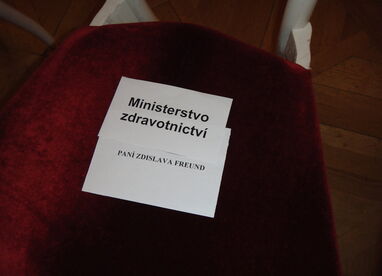 Ministerstvo
zdravotnictví
PANÍ ZDISLAVA FREUND